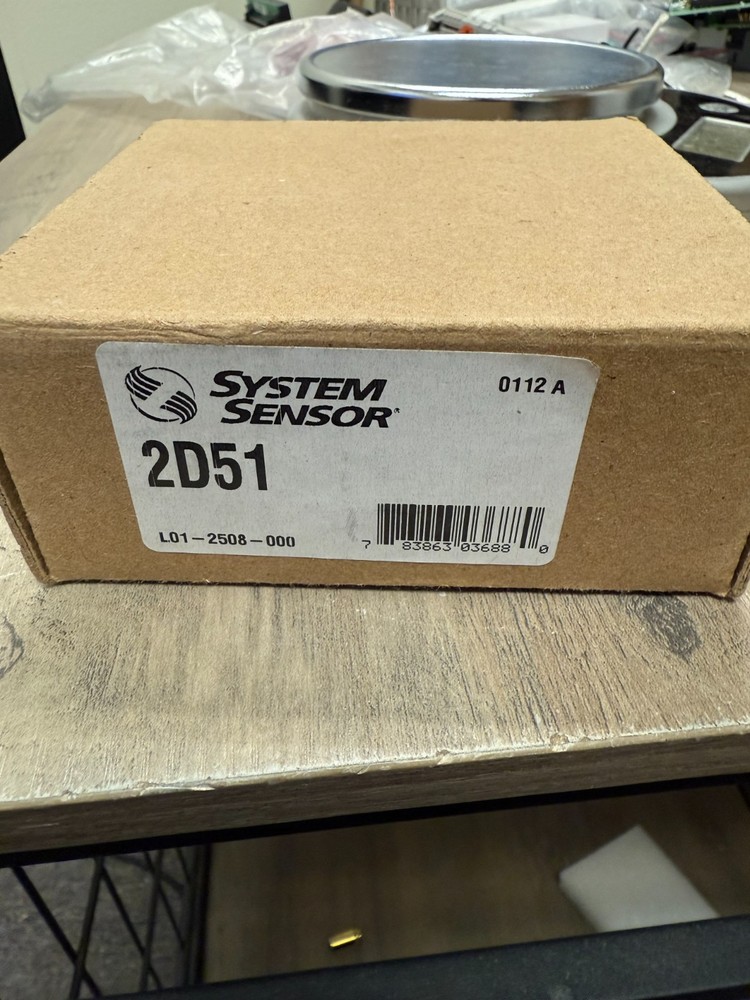 SYSTEM
SENSOR®
0112 A
2D51
L01-2508-000
7 83863 03688 0